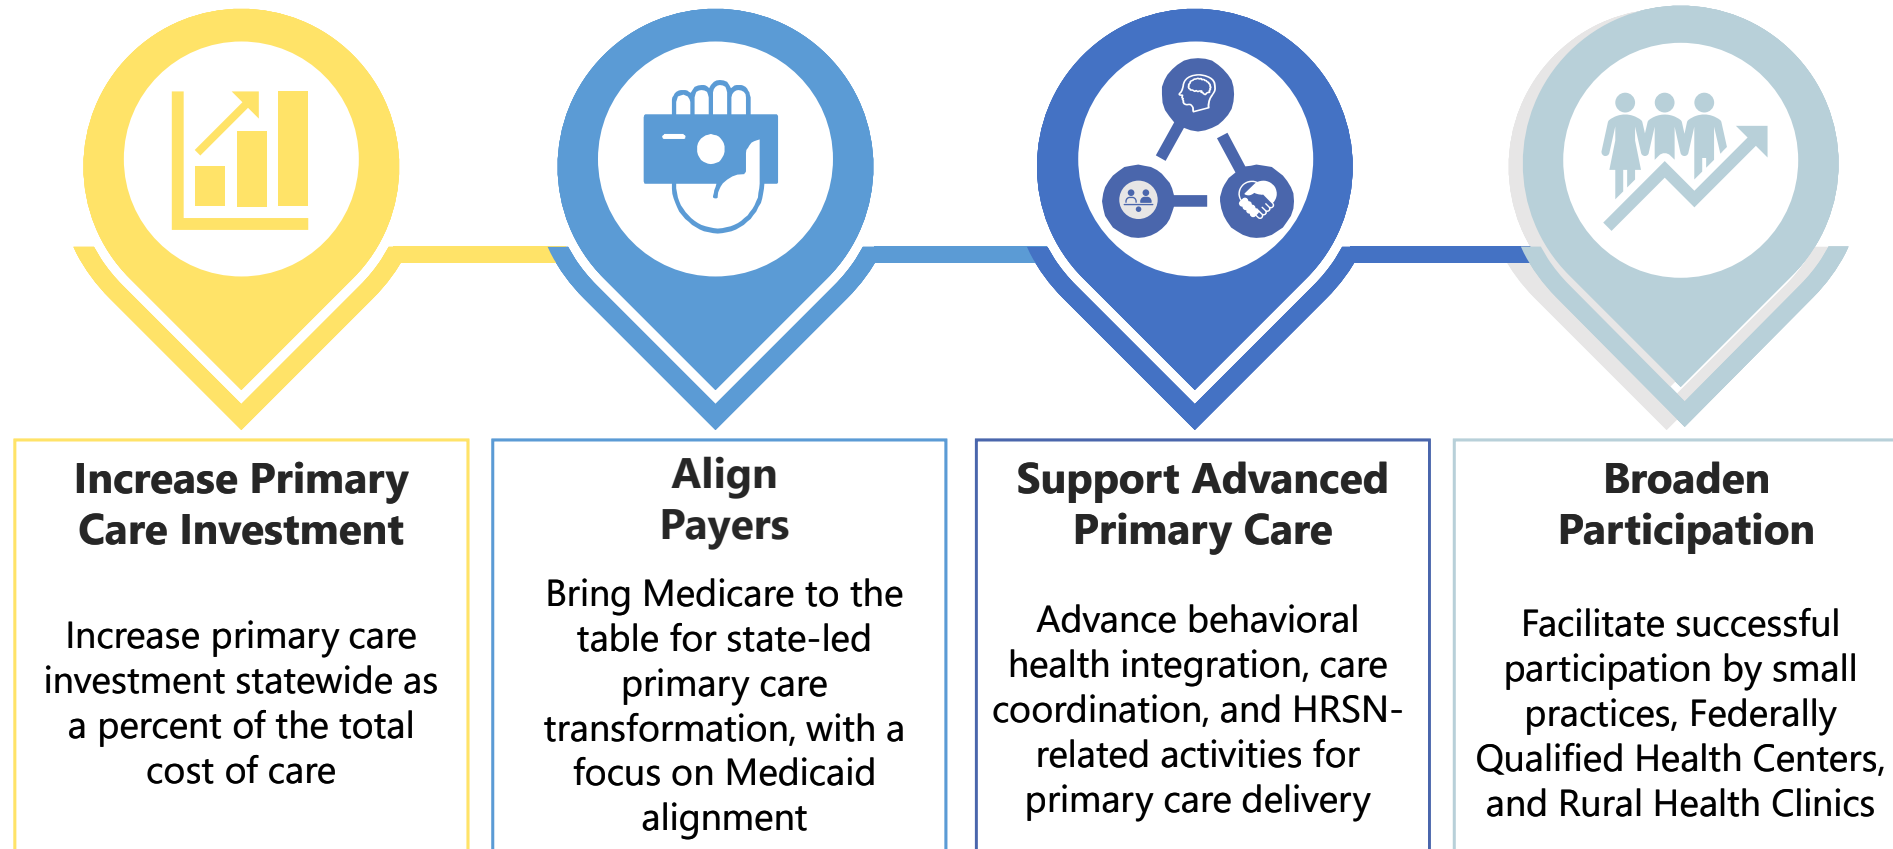 Increase Primary
Care Investment
Increase primary care
investment statewide as
a percent of the total
cost of care
Align
Payers
Bring Medicare to the
table for state-led
primary care
transformation, with a
focus on Medicaid
alignment
Support Advanced
Primary Care
Advance behavioral
health integration, care
coordination, and HRSN-
related activities for
primary care delivery
Broaden
Participation
Facilitate successful
participation by small
practices, Federally
Qualified Health Centers,
and Rural Health Clinics